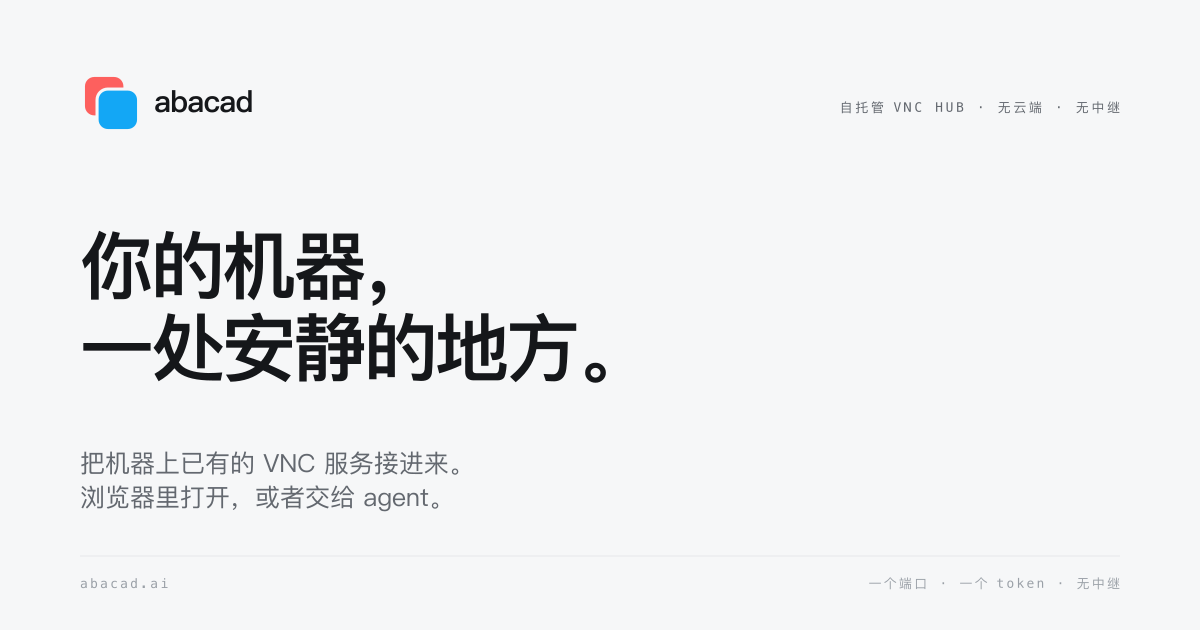 abacad
自托管 VNC HUB · 无云端 · 无中继
你的机器，
一处安静的地方。
把机器上已有的 VNC 服务接进来。
浏览器里打开，或者交给 agent。
abacad.ai
一个端口 · 一个 token · 无中继